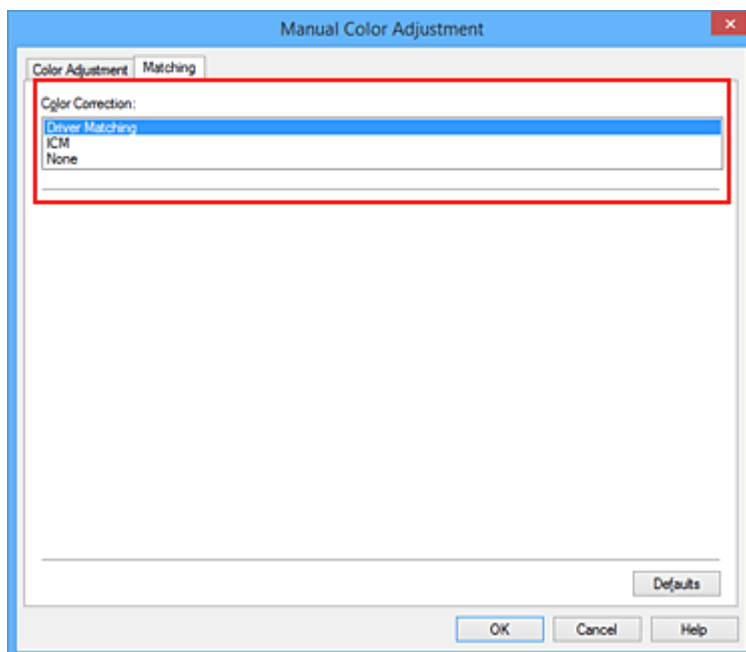 Manual Color Adjustment
Color Adjustment Matching
Color Correction:
Driver Matching
ICM
None
Defaults
OK Cancel Help